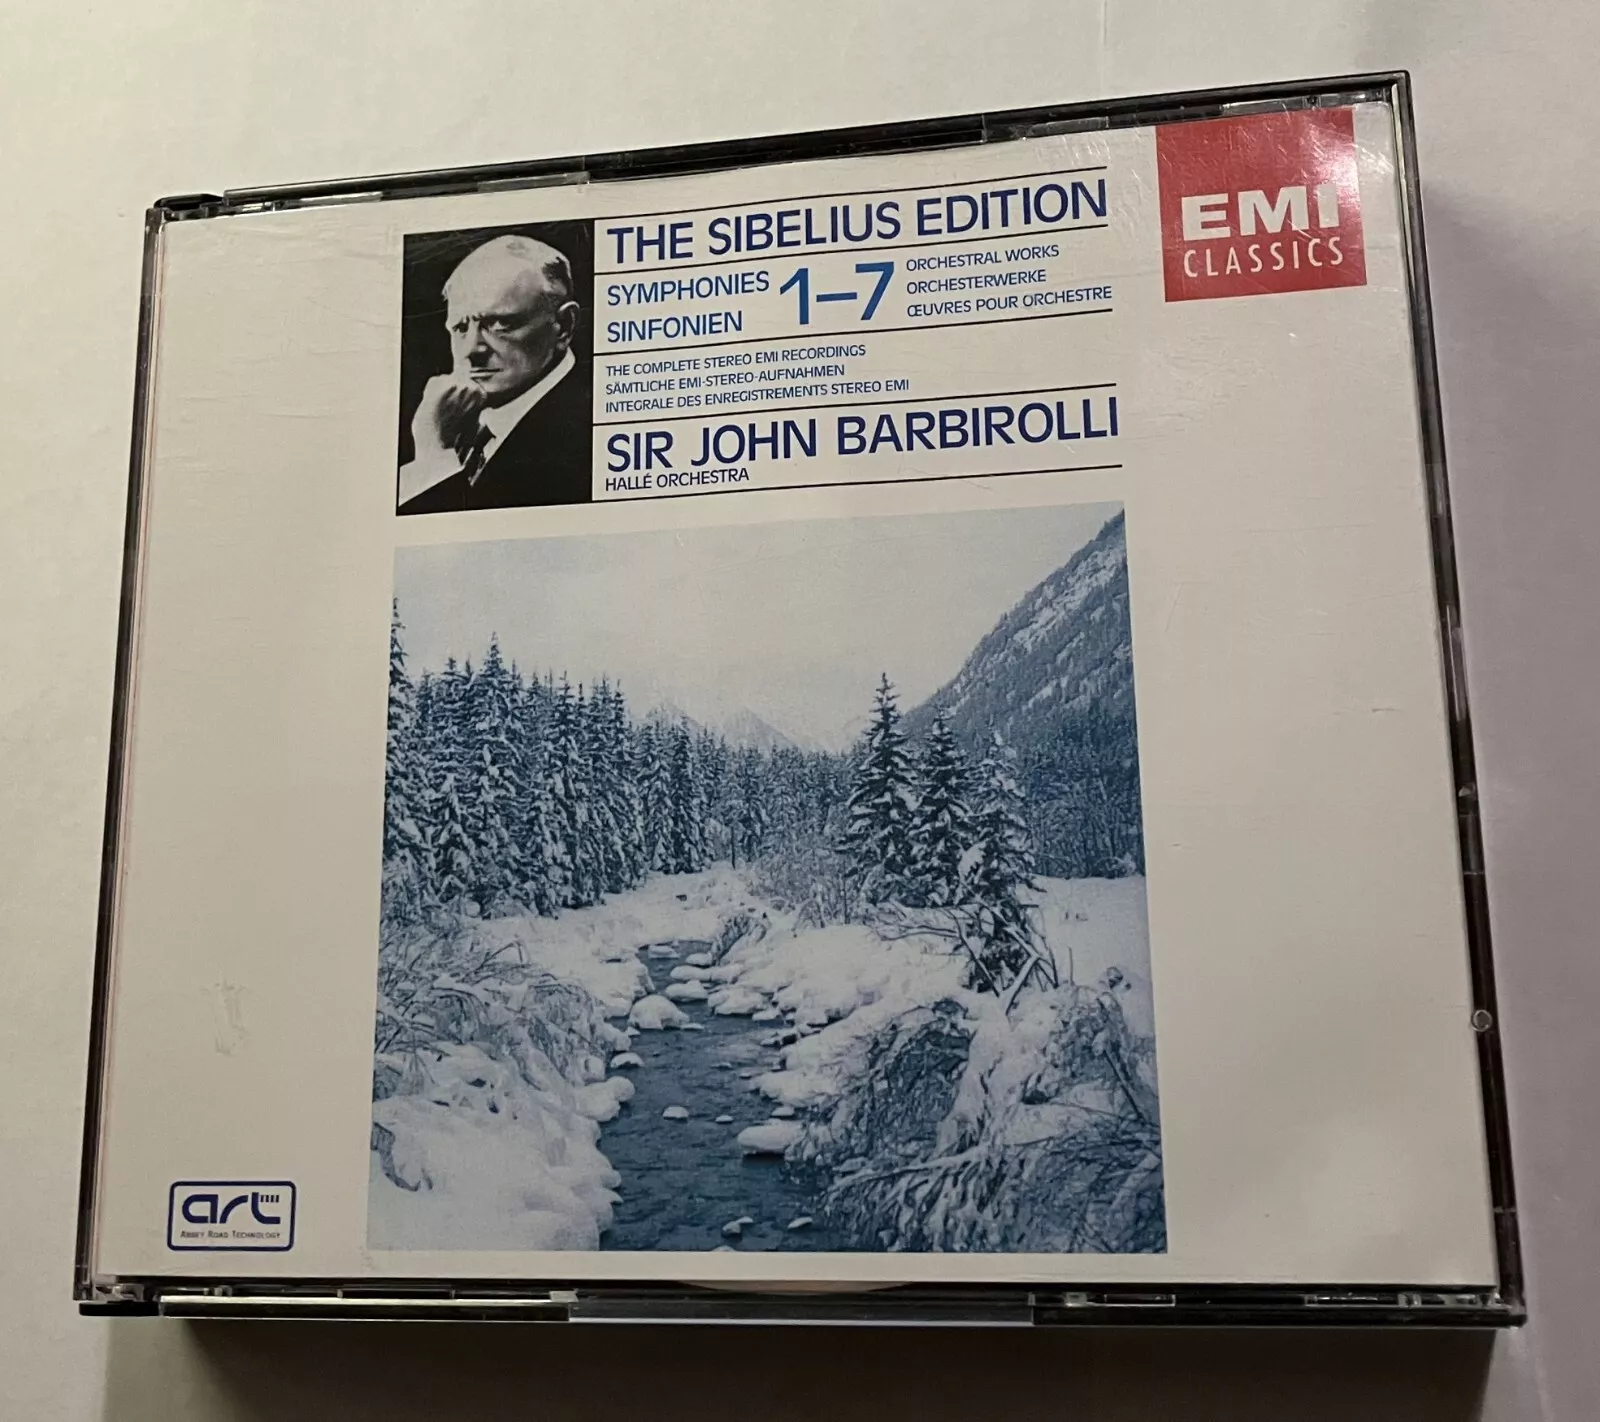 THE SIBELIUS EDITION
SYMPHONIES
SINFONIEN
1–7
ORCHESTRAL WORKS
ORCHESTERWERKE
ŒUVRES POUR ORCHESTRE
THE COMPLETE STEREO EMI RECORDINGS
SÄMTLICHE EMI-STEREO-AUFNAHMEN
INTEGRALE DES ENREGISTREMENTS STEREO EMI
SIR JOHN BARBIROLLI
HALLÉ ORCHESTRA
EMI
CLASSICS
art
ABBEY ROAD TECHNOLOGY